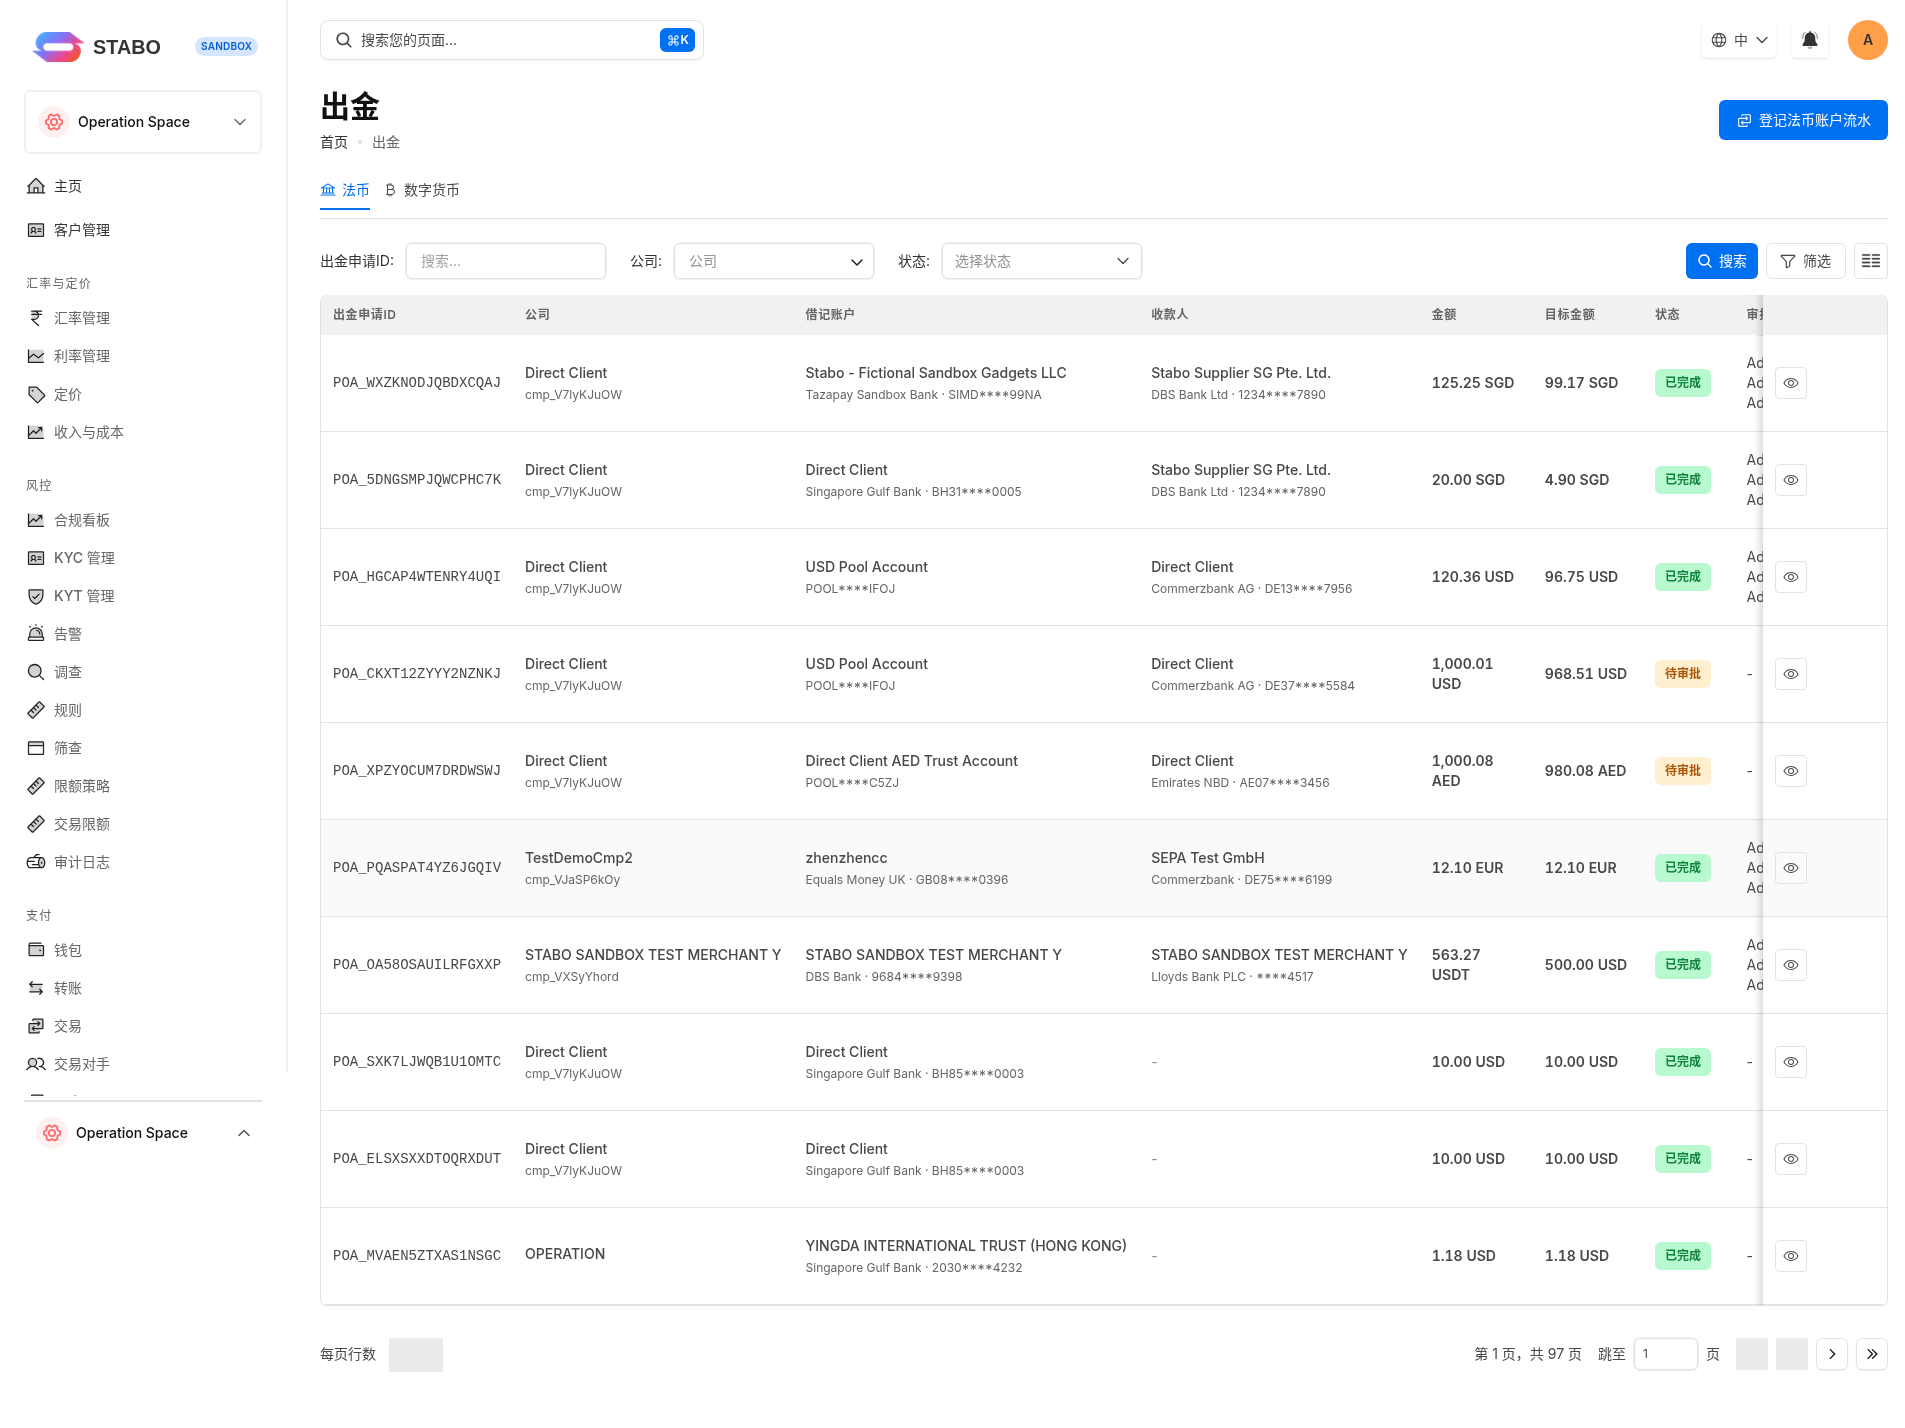 STABO
SANDBOX
Operation Space
主页
客户管理
汇率与定价
汇率管理
利率管理
定价
收入与成本
风控
合规看板
KYC 管理
KYT 管理
告警
调查
规则
筛查
限额策略
交易限额
审计日志
支付
钱包
转账
交易
交易对手
Operation Space
搜索您的页面...
⌘K
中
A
出金
首页 • 出金
登记法币账户流水
法币 数字货币
出金申请ID: 搜索... 公司: 公司 状态: 选择状态
搜索 筛选
出金申请ID 公司 借记账户 收款人 金额 目标金额 状态
POA_WXZKNODJQBDXCQAJ Direct Client Stabo - Fictional Sandbox Gadgets LLC Stabo Supplier SG Pte. Ltd. 125.25 SGD 99.17 SGD 已完成 Ad Ad Ad
cmp_V7lyKJuOW Tazapay Sandbox Bank · SIMD****99NA DBS Bank Ltd · 1234****7890
POA_5DNGSMPJQWCPHC7K Direct Client Direct Client Stabo Supplier SG Pte. Ltd. 20.00 SGD 4.90 SGD 已完成 Ad Ad Ad
cmp_V7lyKJuOW Singapore Gulf Bank · BH31****0005 DBS Bank Ltd · 1234****7890
POA_HGCAP4WTENRY4UQI Direct Client USD Pool Account Direct Client 120.36 USD 96.75 USD 已完成 Ad Ad Ad
cmp_V7lyKJuOW POOL****IFOJ Commerzbank AG · DE13****7956
POA_CKXT12ZYYY2NZNKJ Direct Client USD Pool Account Direct Client 1,000.01 USD 968.51 USD 待审批 -
cmp_V7lyKJuOW POOL****IFOJ Commerzbank AG · DE37****5584
POA_XPZYOCUM7DRDWSWJ Direct Client Direct Client AED Trust Account Direct Client 1,000.08 AED 980.08 AED 待审批 -
cmp_V7lyKJuOW POOL****C5ZJ Emirates NBD · AE07****3456
POA_PQASPAT4YZ6JGQIV TestDemoCmp2 zhenzhencc SEPA Test GmbH 12.10 EUR 12.10 EUR 已完成 Ad Ad Ad
cmp_VJaSP6kOy Equals Money UK · GB08****0396 Commerzbank · DE75****6199
POA_OA58OSAUILRFGXXP STABO SANDBOX TEST MERCHANT Y STABO SANDBOX TEST MERCHANT Y STABO SANDBOX TEST MERCHANT Y 563.27 USDT 500.00 USD 已完成 Ad Ad Ad
cmp_VXSyYhord DBS Bank · 9684****9398 Lloyds Bank PLC · ****4517
POA_SXK7LJWQB1U1OMTC Direct Client Direct Client - 10.00 USD 10.00 USD 已完成 -
cmp_V7lyKJuOW Singapore Gulf Bank · BH85****0003
POA_ELSXSXXDTOQRXDUT Direct Client Direct Client - 10.00 USD 10.00 USD 已完成 -
cmp_V7lyKJuOW Singapore Gulf Bank · BH85****0003
POA_MVAEN5ZTXAS1NSGC OPERATION YINGDA INTERNATIONAL TRUST (HONG KONG) - 1.18 USD 1.18 USD 已完成 -
Singapore Gulf Bank · 2030****4232
每页行数 第 1 页，共 97 页 跳至 1 页